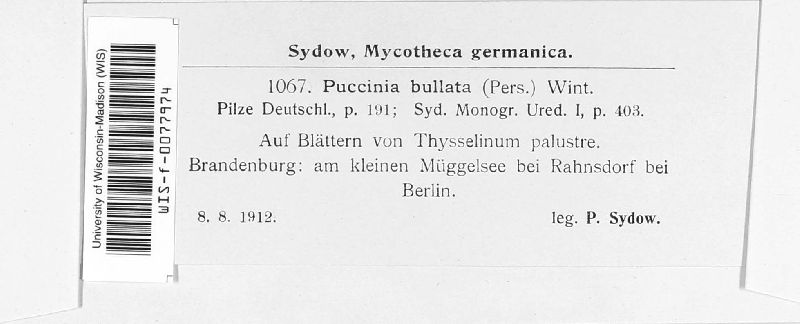 Sydow, Mycotheca germanica.
1067. Puccinia bullata (Pers.) Wint.
Pilze Deutschl., p. 191; Syd. Monogr. Ured. I, p. 403.
Auf Blättern von Thysselinum palustre.
Brandenburg: am kleinen Müggelsee bei Rahnsdorf bei
Berlin.
8. 8. 1912. leg. P. Sydow.
University of Wisconsin-Madison (WIS)
WIS-f-0077974